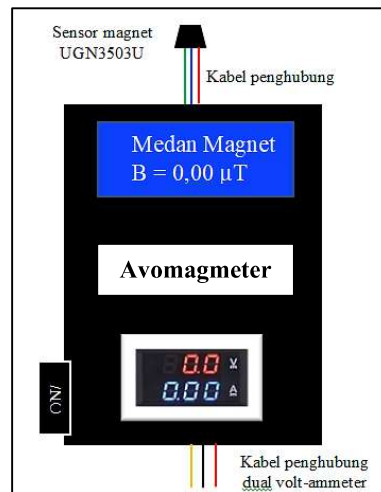 Sensor magnet
UGN3503U
Kabel penghubung
Medan Magnet
B = 0,00 µT
Avomagmeter
0.0 V
0.00 A
ON/
Kabel penghubung
dual volt-ammeter